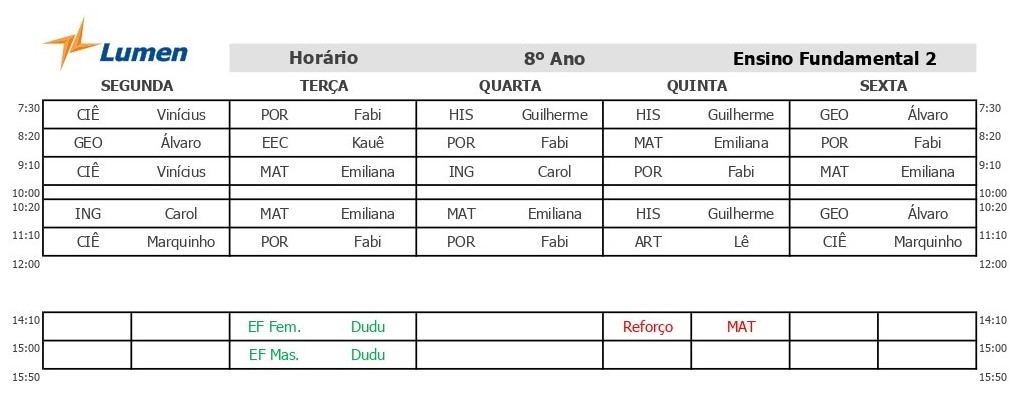 Lumen
Horário 8º Ano Ensino Fundamental 2
SEGUNDA TERÇA QUARTA QUINTA SEXTA
7:30 CIÊ Vinícius POR Fabi HIS Guilherme HIS Guilherme GEO Álvaro 7:30
8:20 GEO Álvaro EEC Kauê POR Fabi MAT Emiliana POR Fabi 8:20
9:10 CIÊ Vinícius MAT Emiliana ING Carol POR Fabi MAT Emiliana 9:10
10:00 10:00
10:20 ING Carol MAT Emiliana MAT Emiliana HIS Guilherme GEO Álvaro 10:20
11:10 CIÊ Marquinho POR Fabi POR Fabi ART Lê CIÊ Marquinho 11:10
12:00 12:00
14:10 EF Fem. Dudu Reforço MAT 14:10
15:00 EF Mas. Dudu 15:00
15:50 15:50